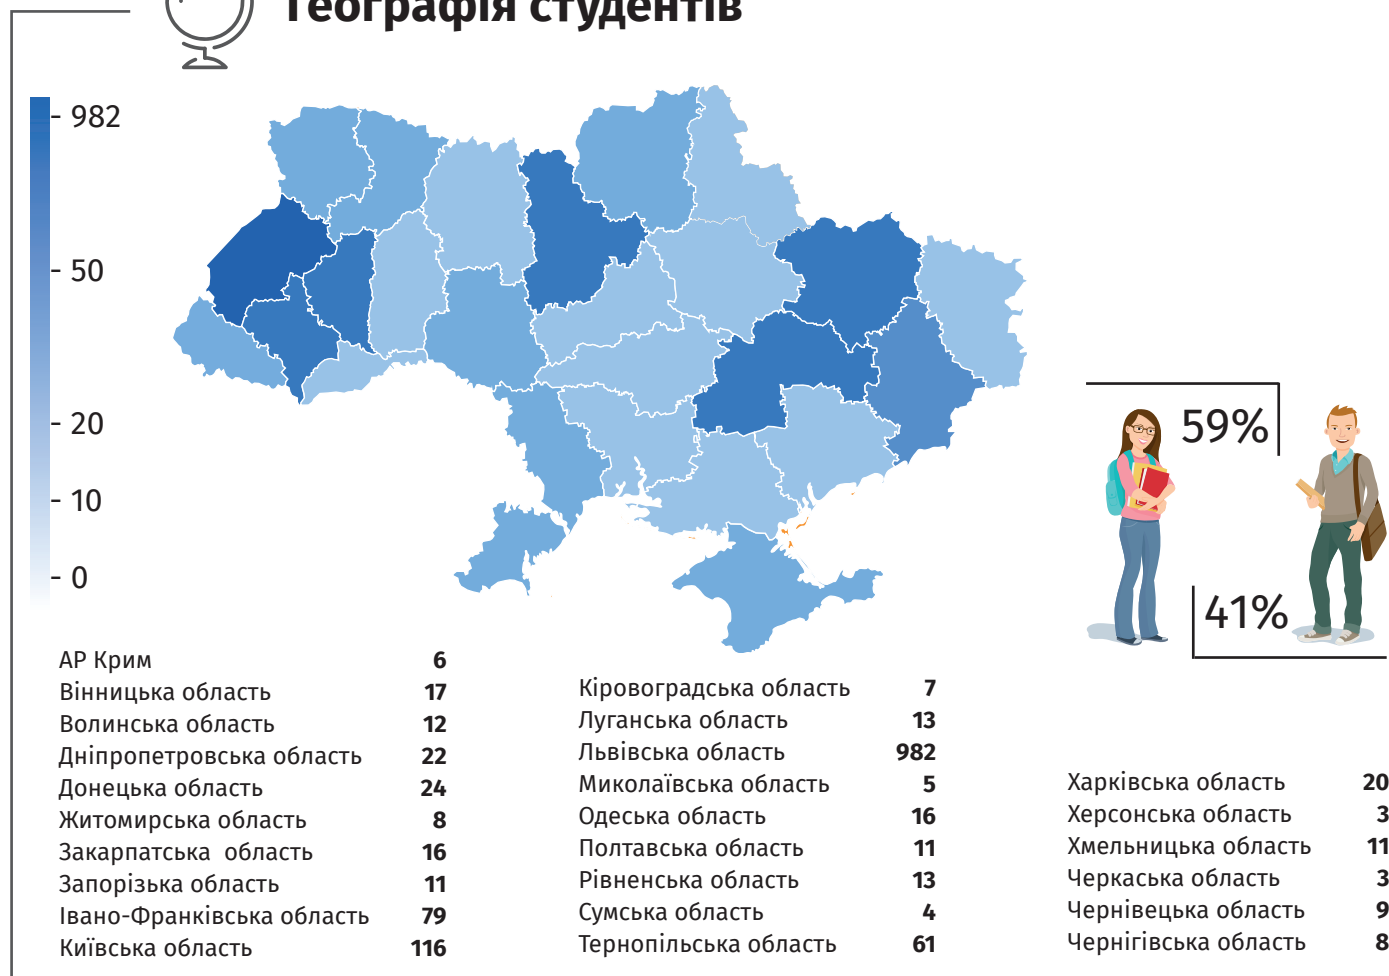 Географія студентів
982
50
20
10
0
59%
41%
АР Крим 6
Вінницька область 17
Волинська область 12
Дніпропетровська область 22
Донецька область 24
Житомирська область 8
Закарпатська область 16
Запорізька область 11
Івано-Франківська область 79
Київська область 116
Кіровоградська область 7
Луганська область 13
Львівська область 982
Миколаївська область 5
Одеська область 16
Полтавська область 11
Рівненська область 13
Сумська область 4
Тернопільська область 61
Харківська область 20
Херсонська область 3
Хмельницька область 11
Черкаська область 3
Чернівецька область 9
Чернігівська область 8